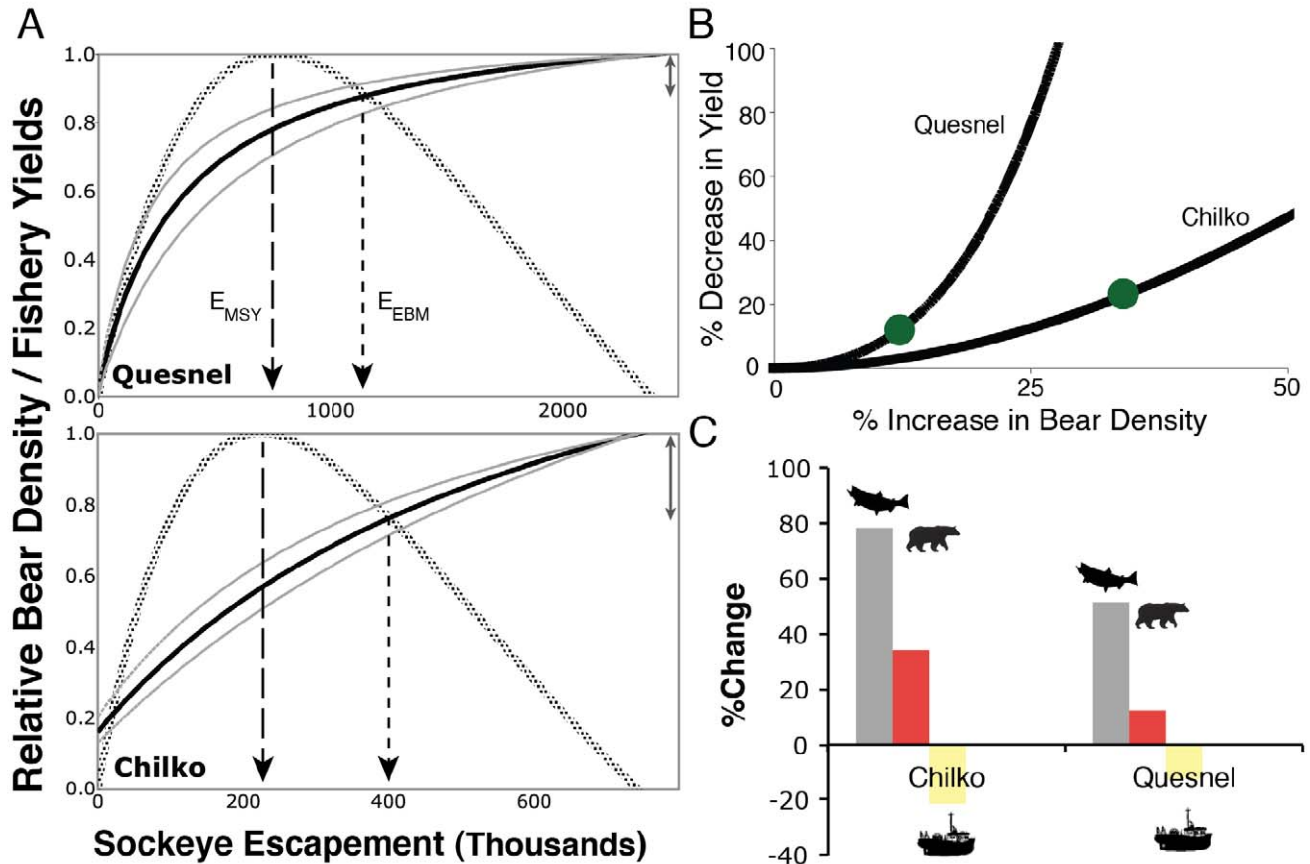 A
Relative Bear Density / Fishery Yields
1.0
0.8
0.6
0.4
0.2
0.0
E_MSY
E_EBM
Quesnel
0
1000
2000
1.0
0.8
0.6
0.4
0.2
0.0
Chilko
0
200
400
600
Sockeye Escapement (Thousands)
B
% Decrease in Yield
100
80
60
40
20
0
Quesnel
Chilko
0
25
50
% Increase in Bear Density
C
%Change
100
80
60
40
20
0
-20
-40
Chilko
Quesnel